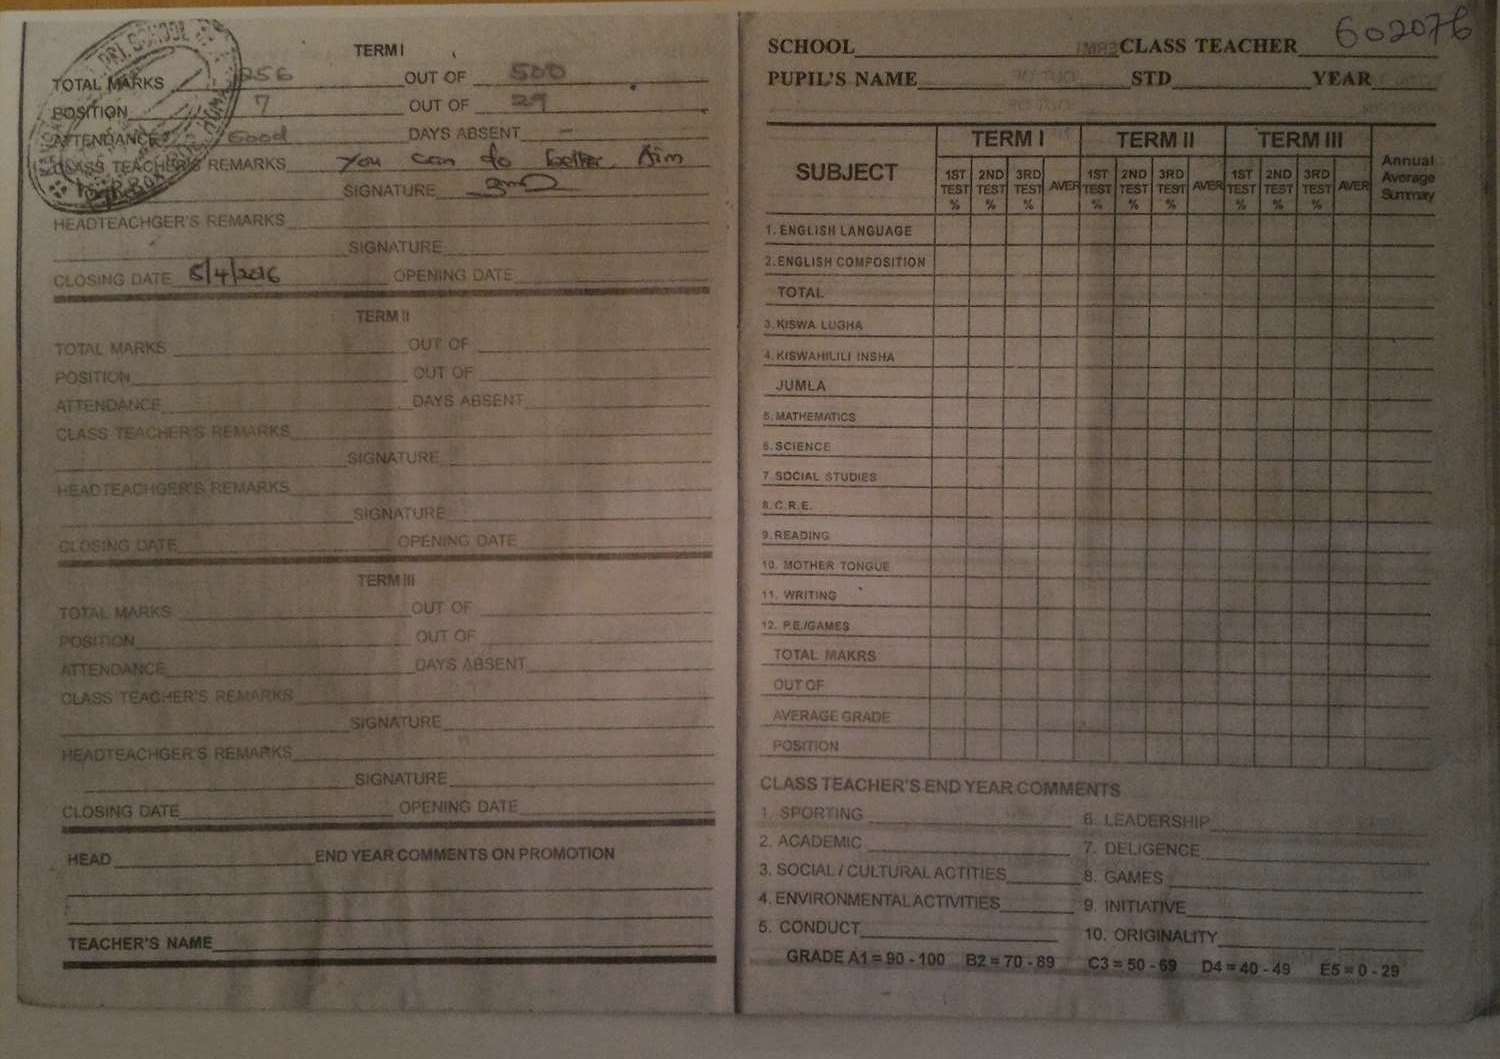 TERM I
TOTAL MARKS 256 OUT OF 500
POSITION 7 OUT OF 29
ATTENDANCE Good DAYS ABSENT –
CLASS TEACHER'S REMARKS You can do better. Aim
SIGNATURE
HEADTEACHGER'S REMARKS
SIGNATURE
CLOSING DATE 5/4/2016 OPENING DATE
TERM II
TOTAL MARKS OUT OF
POSITION OUT OF
ATTENDANCE DAYS ABSENT
CLASS TEACHER'S REMARKS
SIGNATURE
HEADTEACHGER'S REMARKS
SIGNATURE
CLOSING DATE OPENING DATE
TERM III
TOTAL MARKS OUT OF
POSITION OUT OF
ATTENDANCE DAYS ABSENT
CLASS TEACHER'S REMARKS
SIGNATURE
HEADTEACHGER'S REMARKS
SIGNATURE
CLOSING DATE OPENING DATE
HEAD END YEAR COMMENTS ON PROMOTION
TEACHER'S NAME
602076
SCHOOL CLASS TEACHER
PUPIL'S NAME STD YEAR
SUBJECT TERM I TERM II TERM III Annual Average Summary
1ST TEST % 2ND TEST % 3RD TEST % AVER 1ST TEST % 2ND TEST % 3RD TEST % AVER 1ST TEST % 2ND TEST % 3RD TEST % AVER
1. ENGLISH LANGUAGE
2. ENGLISH COMPOSITION
TOTAL
3. KISWA LUGHA
4. KISWAHILILI INSHA
JUMLA
5. MATHEMATICS
6. SCIENCE
7. SOCIAL STUDIES
8. C.R.E.
9. READING
10. MOTHER TONGUE
11. WRITING
12. P.E./GAMES
TOTAL MAKRS
OUT OF
AVERAGE GRADE
POSITION
CLASS TEACHER'S END YEAR COMMENTS
1. SPORTING 6. LEADERSHIP
2. ACADEMIC 7. DELIGENCE
3. SOCIAL / CULTURAL ACTITIES 8. GAMES
4. ENVIRONMENTAL ACTIVITIES 9. INITIATIVE
5. CONDUCT 10. ORIGINALITY
GRADE A1 = 90 - 100 B2 = 70 - 89 C3 = 50 - 69 D4 = 40 - 49 E5 = 0 - 29